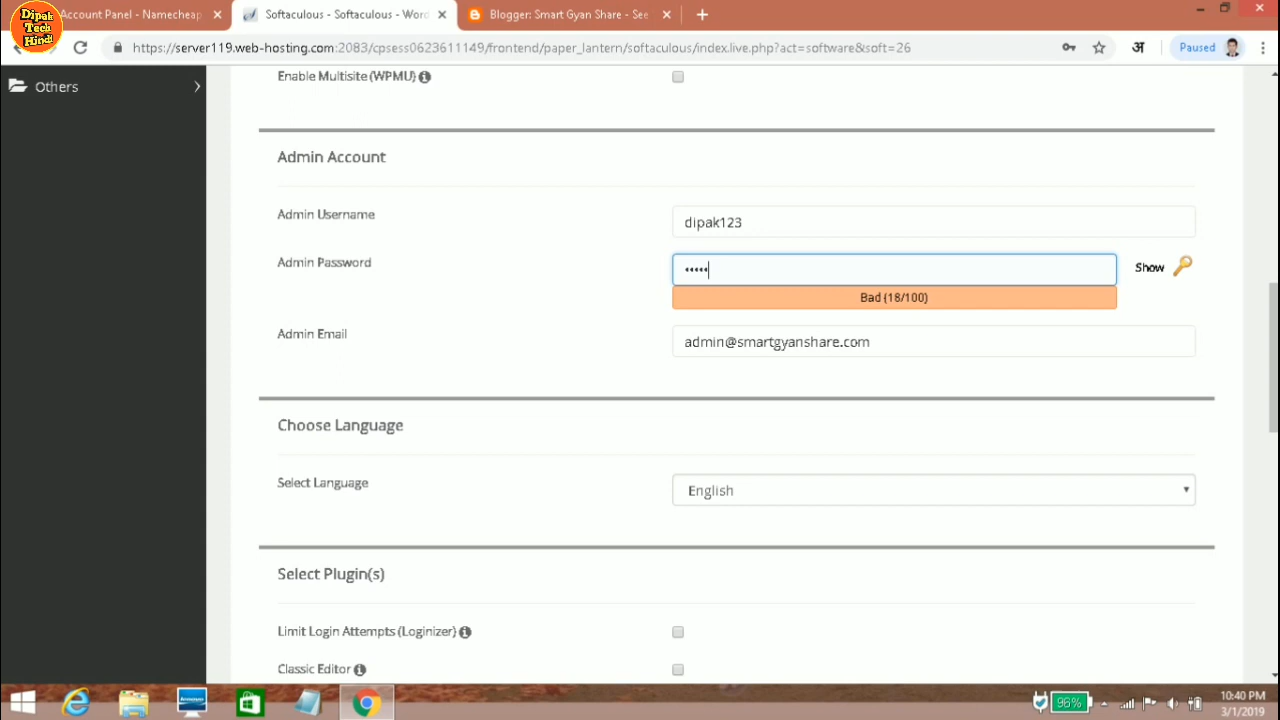 Dipak
Tech
Hindi
Account Panel - Namecheap
Softaculous - Softaculous - Word
Blogger: Smart Gyan Share - See
https://server119.web-hosting.com:2083/cpsess0623611149/frontend/paper_lantern/softaculous/index.live.php?act=software&soft=26
अ
Paused
Others
Enable Multisite (WPMU)
Admin Account
Admin Username
dipak123
Admin Password
•••••
Show
Bad (18/100)
Admin Email
admin@smartgyanshare.com
Choose Language
Select Language
English
Select Plugin(s)
Limit Login Attempts (Loginizer)
Classic Editor
96%
10:40 PM
3/1/2019